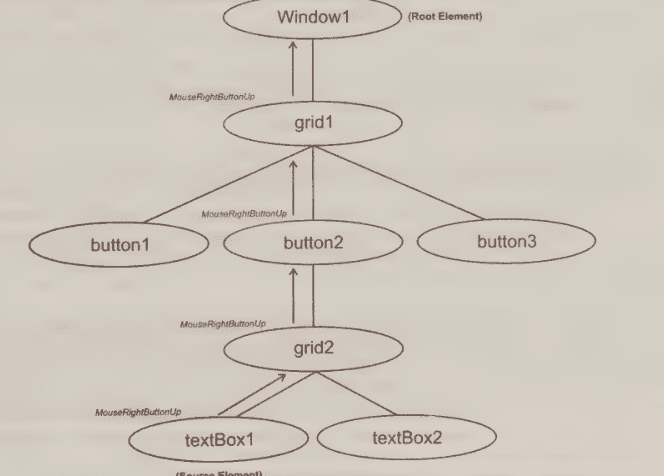 Window1
(Root Element)
MouseRightButtonUp
grid1
MouseRightButtonUp
button1
button2
button3
MouseRightButtonUp
grid2
MouseRightButtonUp
textBox1
textBox2
(Source Element)